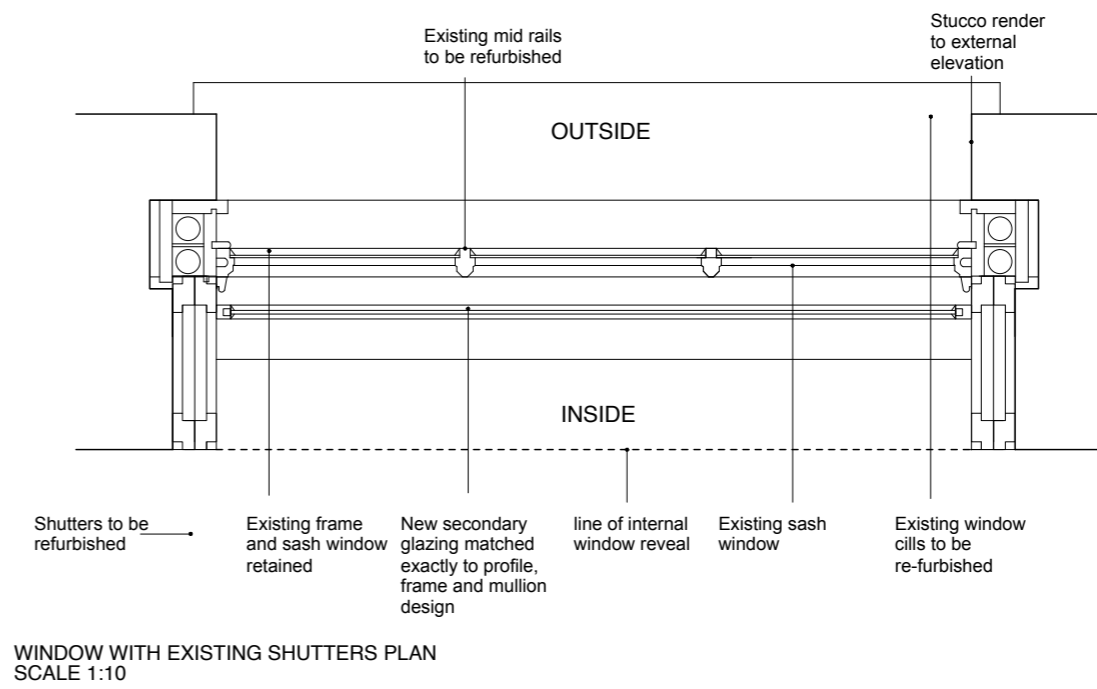 Existing mid rails
to be refurbished
Stucco render
to external
elevation
OUTSIDE
INSIDE
Shutters to be
refurbished
Existing frame
and sash window
retained
New secondary
glazing matched
exactly to profile,
frame and mullion
design
line of internal
window reveal
Existing sash
window
Existing window
cills to be
re-furbished
WINDOW WITH EXISTING SHUTTERS PLAN
SCALE 1:10